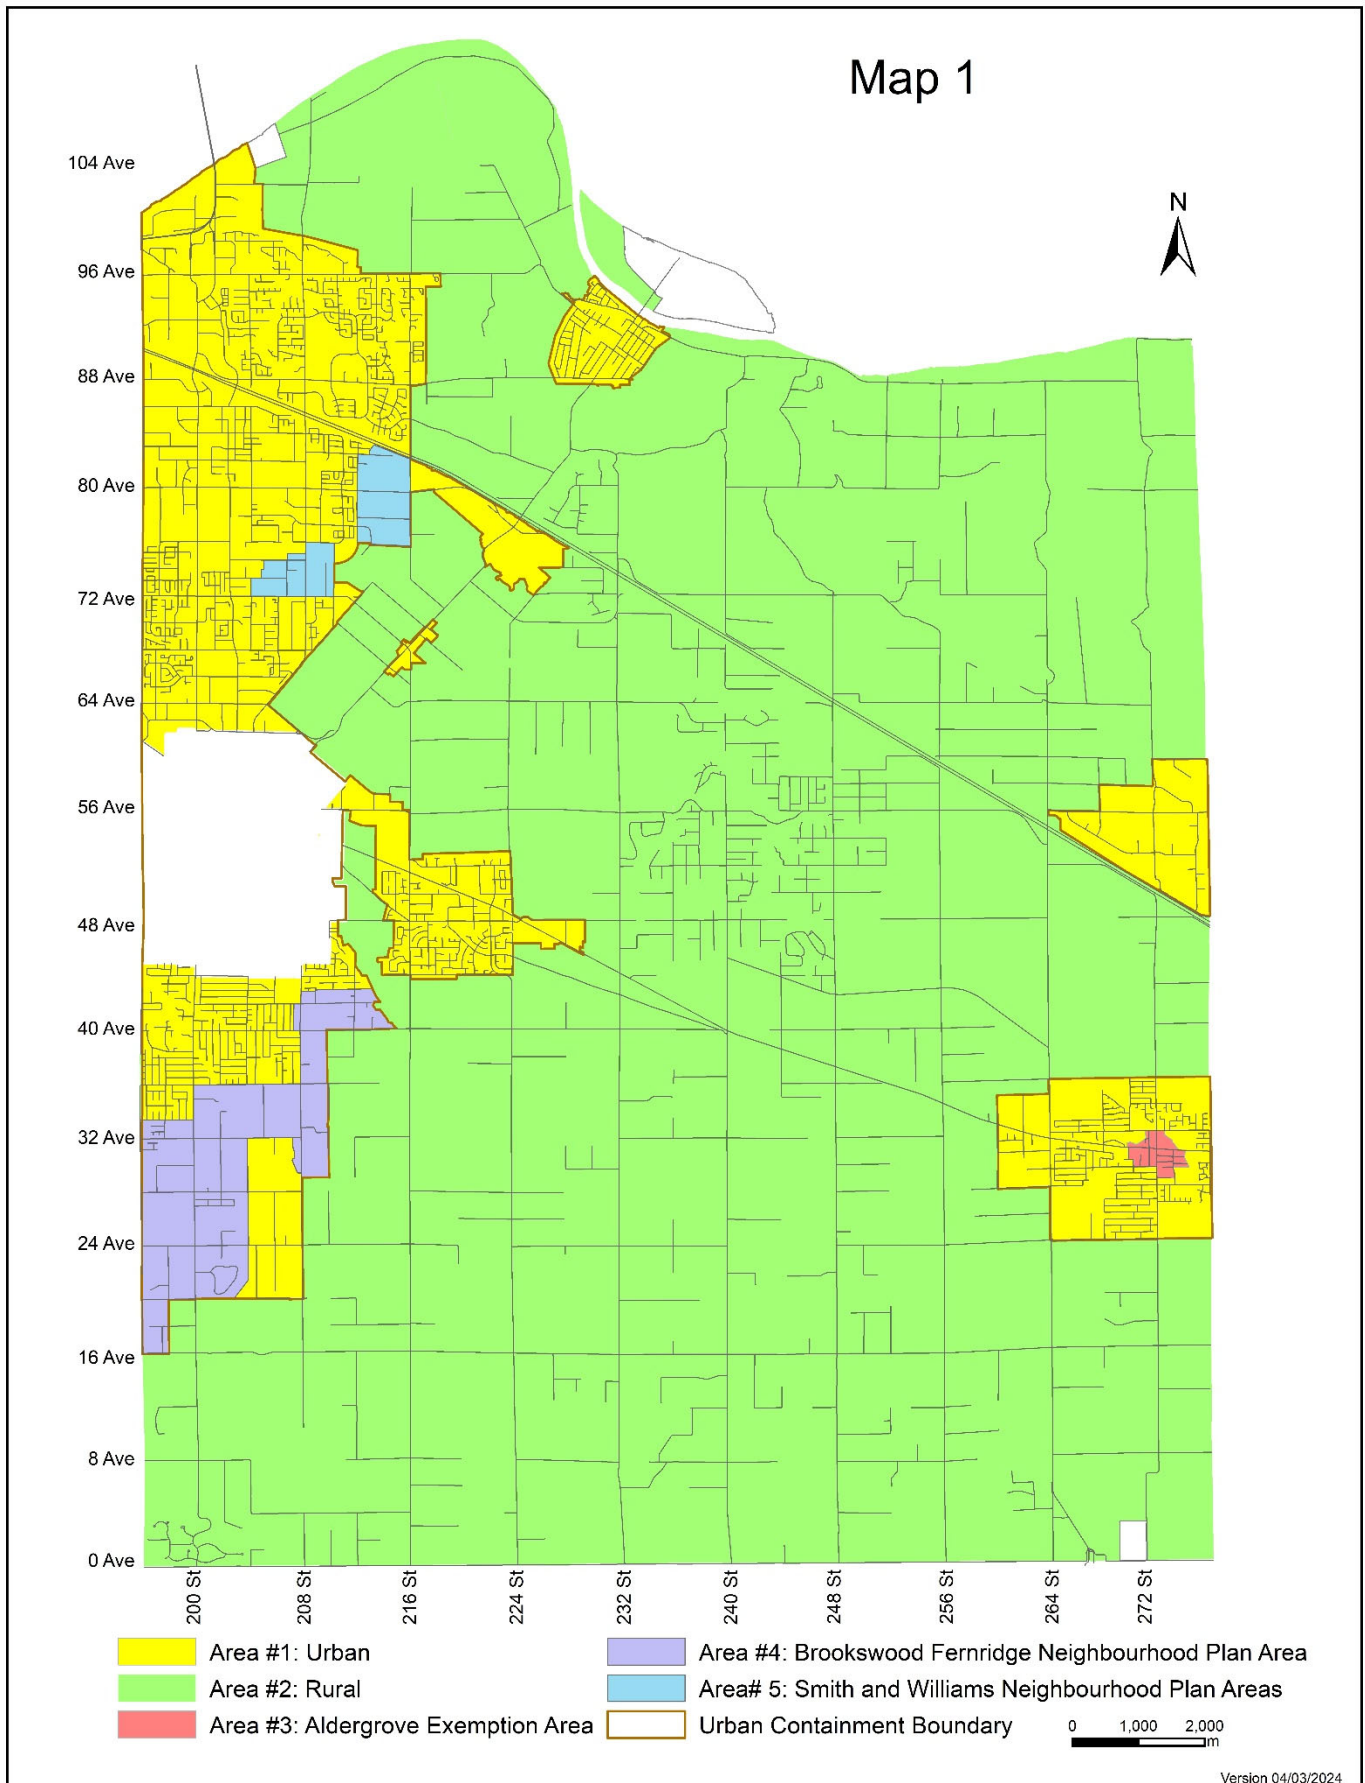 Map 1
N
104 Ave
96 Ave
88 Ave
80 Ave
72 Ave
64 Ave
56 Ave
48 Ave
40 Ave
32 Ave
24 Ave
16 Ave
8 Ave
0 Ave
200 St
208 St
216 St
224 St
232 St
240 St
248 St
256 St
264 St
272 St
Area #1: Urban
Area #2: Rural
Area #3: Aldergrove Exemption Area
Area #4: Brookswood Fernridge Neighbourhood Plan Area
Area# 5: Smith and Williams Neighbourhood Plan Areas
Urban Containment Boundary
0 1,000 2,000
m
Version 04/03/2024